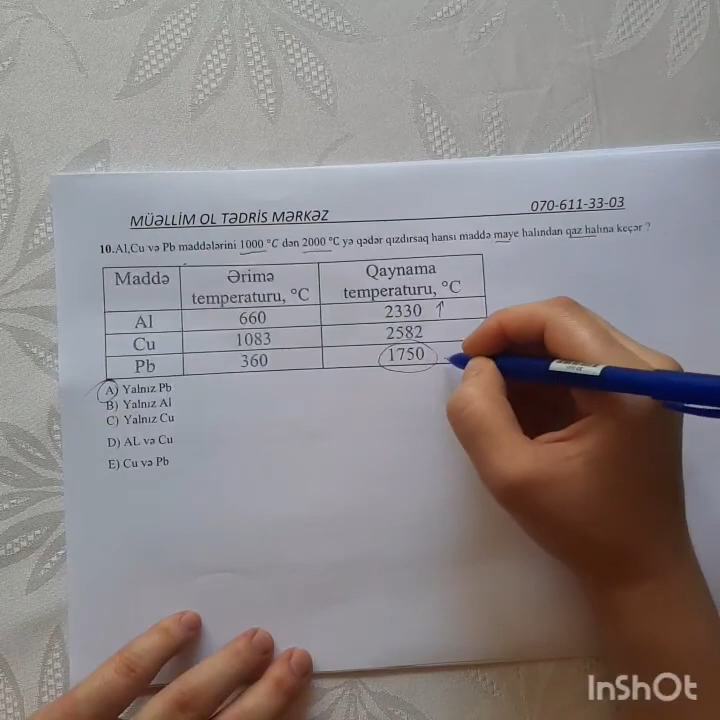 MÜƏLLİM OL TƏDRİS MƏRKƏZ 070-611-33-03
10.Al,Cu və Pb maddələrini 1000 °C dən 2000 °C yə qədər qızdırsaq hansı maddə maye halından qaz halına keçər ?
Maddə Ərimə temperaturu, °C Qaynama temperaturu, °C
Al 660 2330
Cu 1083 2582
Pb 360 1750
A) Yalnız Pb
B) Yalnız Al
C) Yalnız Cu
D) AL və Cu
E) Cu və Pb
InShOt